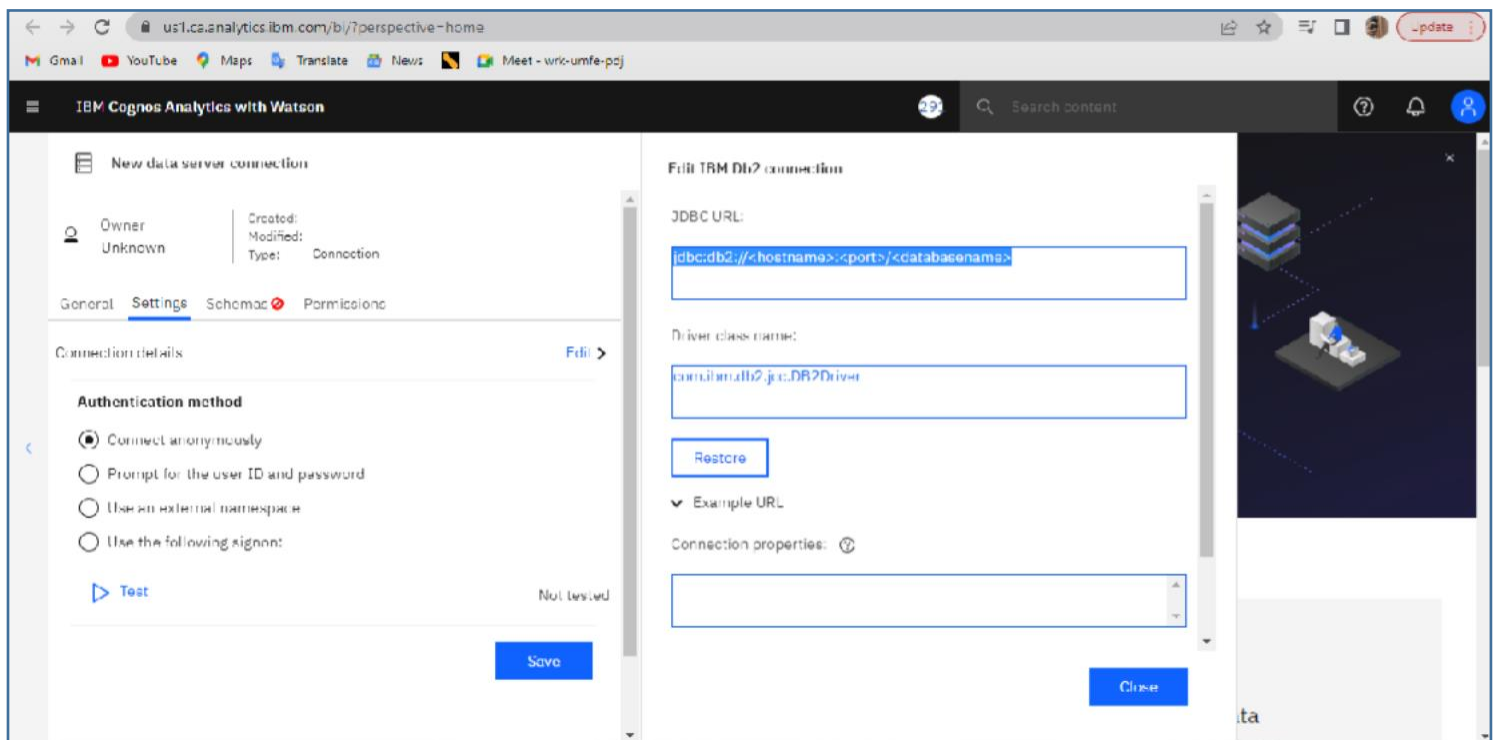 us1.ca.analytics.ibm.com/bi/?perspective=home
Update
Gmail YouTube Maps Translate News Meet - wrk-umfe-pdj
IBM Cognos Analytics with Watson
Search content
New data server connection
Owner
Unknown
Created:
Modified:
Type: Connection
General Settings Schemas Permissions
Connection details Edit
Authentication method
Connect anonymously
Prompt for the user ID and password
Use an external namespace
Use the following signon:
Test Not tested
Save
Edit IBM Db2 connection
JDBC URL:
jdbc:db2://<hostname>:<port>/<databasename>
Driver class name:
com.ibm.db2.jcc.DB2Driver
Restore
Example URL
Connection properties:
Close
ta